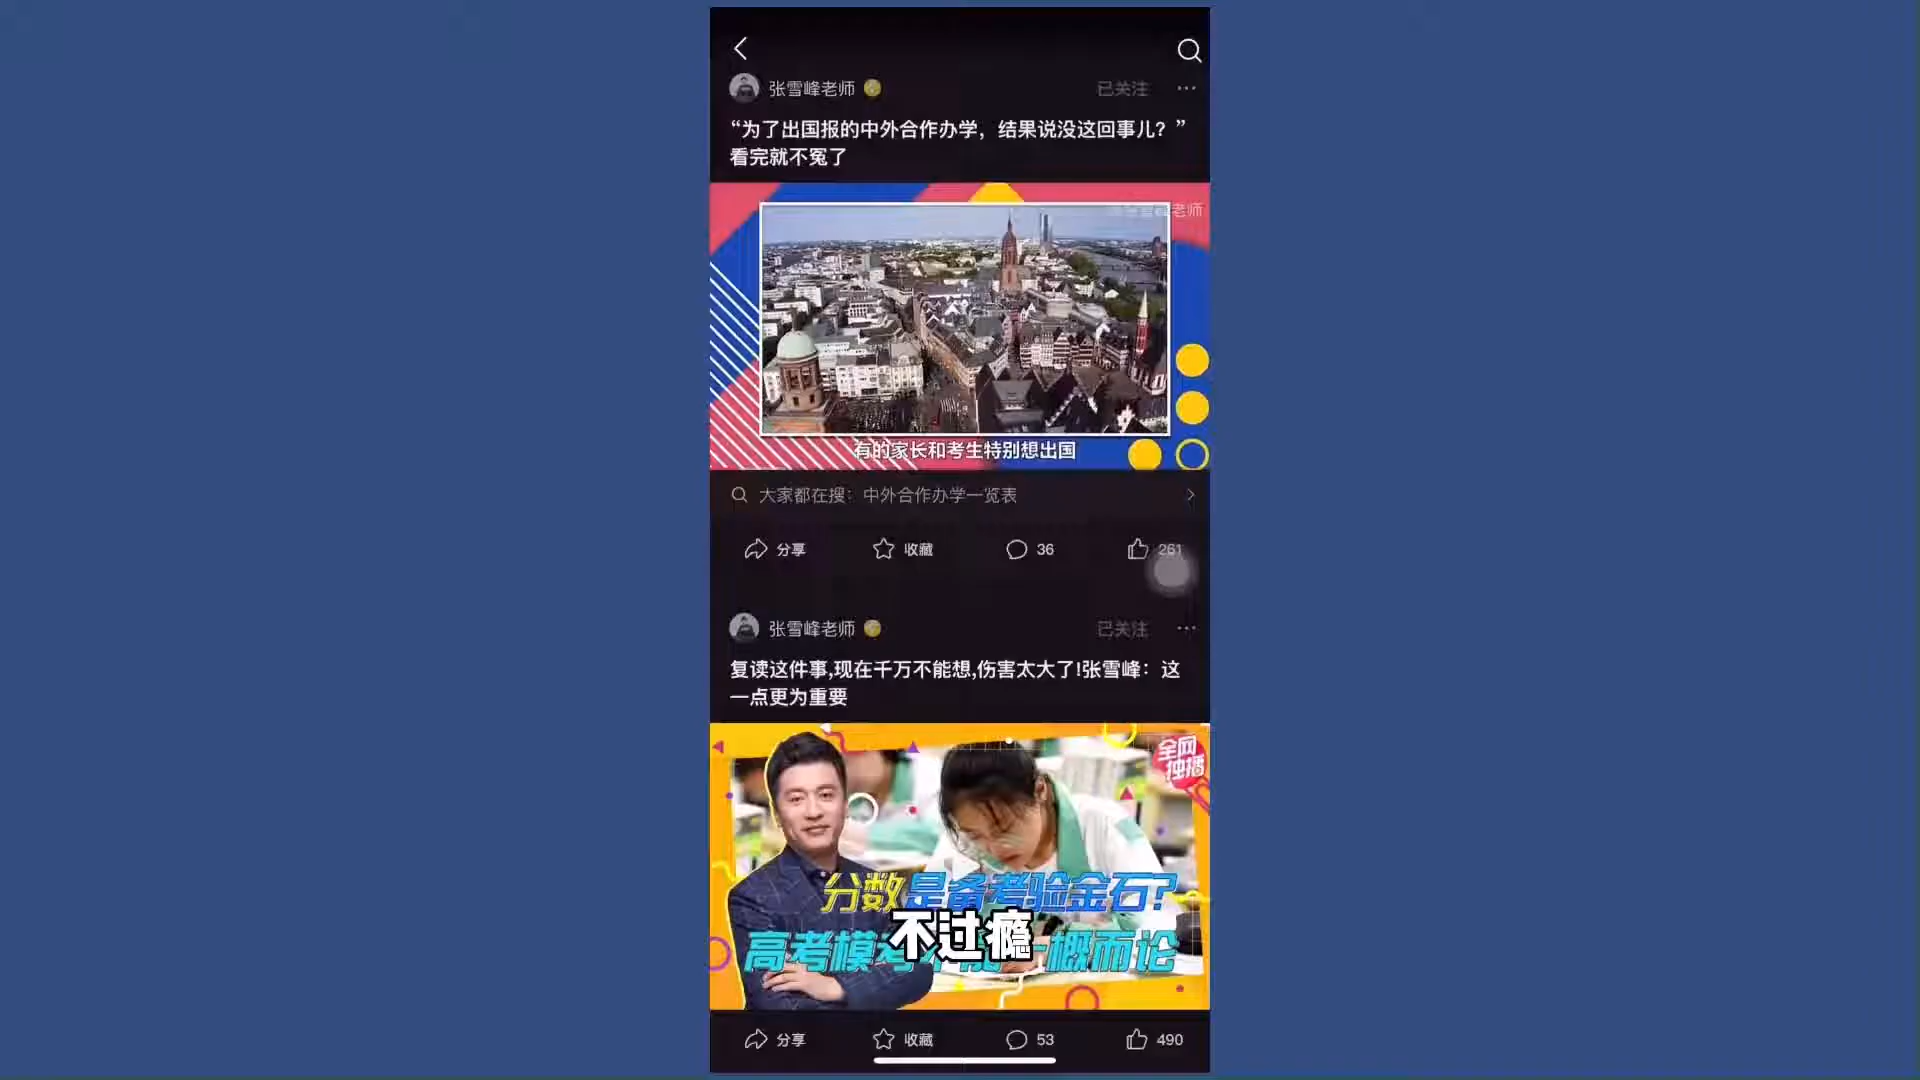 张雪峰老师
已关注
“为了出国报的中外合作办学，结果说没这回事儿？”
看完就不冤了
老师
有的家长和考生特别想出国
大家都在搜：中外合作办学一览表
分享
收藏
36
261
张雪峰老师
已关注
复读这件事,现在千万不能想,伤害太大了!张雪峰：这
一点更为重要
全网
独播
分数是备考验金石?
高考模考 一概而论
不过瘾
分享
收藏
53
490